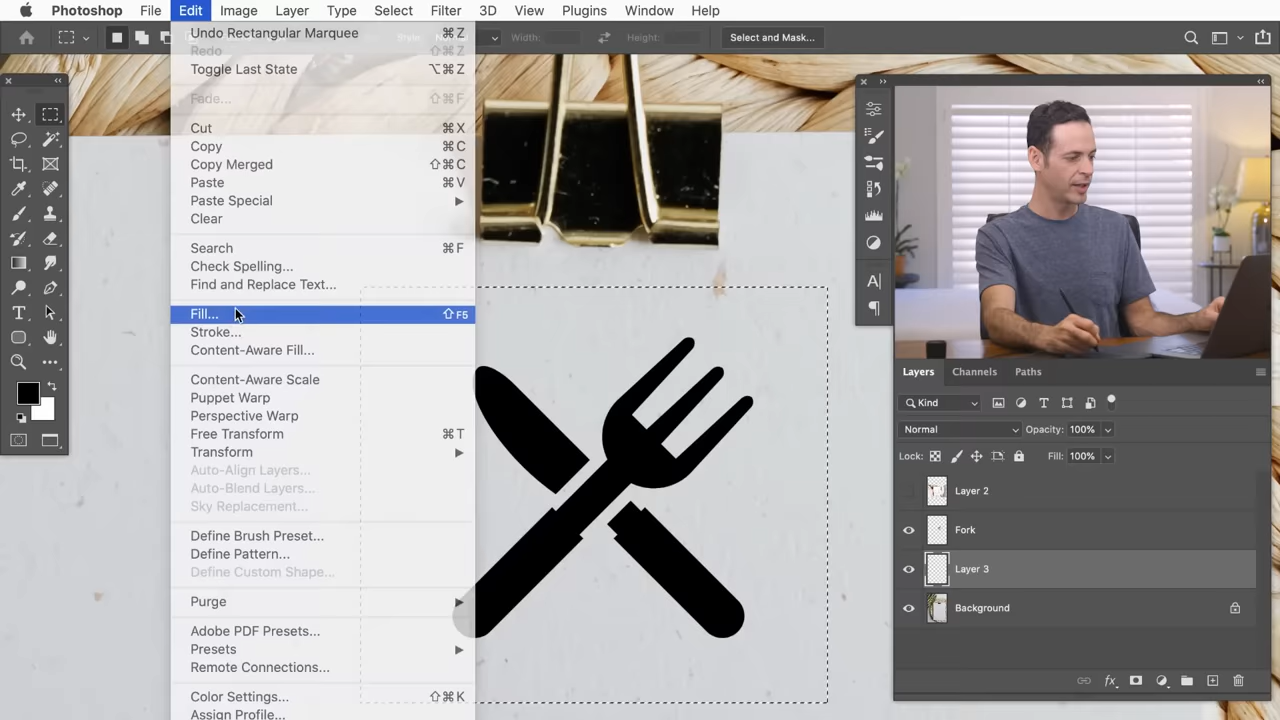 Photoshop File Edit Image Layer Type Select Filter 3D View Plugins Window Help
Undo Rectangular Marquee ⌘Z
Redo ⇧⌘Z
Toggle Last State ⌥⌘Z
Fade... ⇧⌘F
Cut ⌘X
Copy ⌘C
Copy Merged ⇧⌘C
Paste ⌘V
Paste Special
Clear
Search ⌘F
Check Spelling...
Find and Replace Text...
Fill... ⇧F5
Stroke...
Content-Aware Fill...
Content-Aware Scale
Puppet Warp
Perspective Warp
Free Transform ⌘T
Transform
Auto-Align Layers...
Auto-Blend Layers...
Sky Replacement...
Define Brush Preset...
Define Pattern...
Define Custom Shape...
Purge
Adobe PDF Presets...
Presets
Remote Connections...
Color Settings... ⇧⌘K
Assign Profile...
Style: Width: Height: Select and Mask...
Layers Channels Paths
Kind
Normal Opacity: 100%
Lock: Fill: 100%
Layer 2
Fork
Layer 3
Background